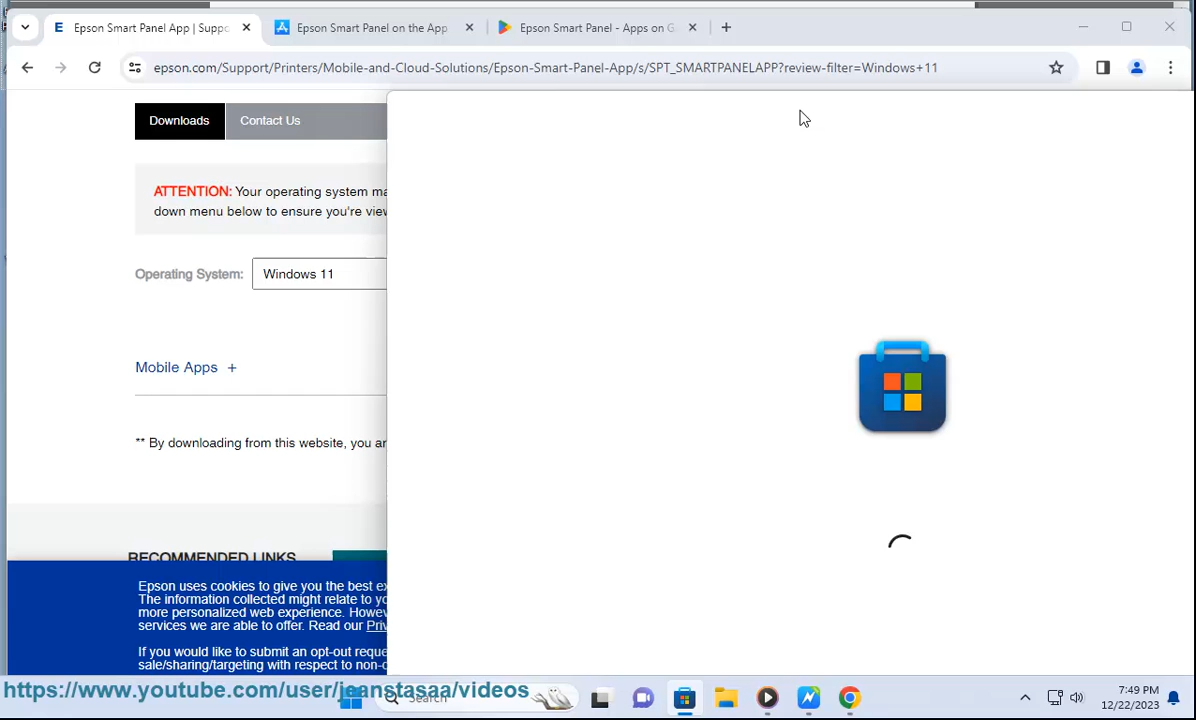 E Epson Smart Panel App | Suppo
Epson Smart Panel on the App
Epson Smart Panel - Apps on G
epson.com/Support/Printers/Mobile-and-Cloud-Solutions/Epson-Smart-Panel-App/s/SPT_SMARTPANELAPP?review-filter=Windows+11
Downloads
Contact Us
ATTENTION: Your operating system ma
down menu below to ensure you're view
Operating System:
Windows 11
Mobile Apps +
** By downloading from this website, you ar
RECOMMENDED LINKS
Epson uses cookies to give you the best ex
The information collected might relate to yo
more personalized web experience. Howev
services we are able to offer. Read our Priv
If you would like to submit an opt-out reque
sale/sharing/targeting with respect to non-c
https://www.youtube.com/user/jeanstasaa/videos
Search
7:49 PM
12/22/2023